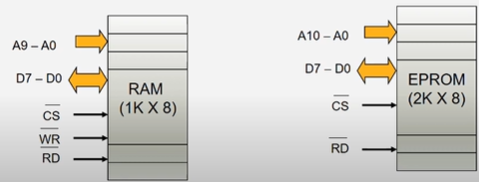 A9 – A0
D7 – D0
RAM
(1K X 8)
CS
WR
RD
A10 – A0
D7 – D0
EPROM
(2K X 8)
CS
RD